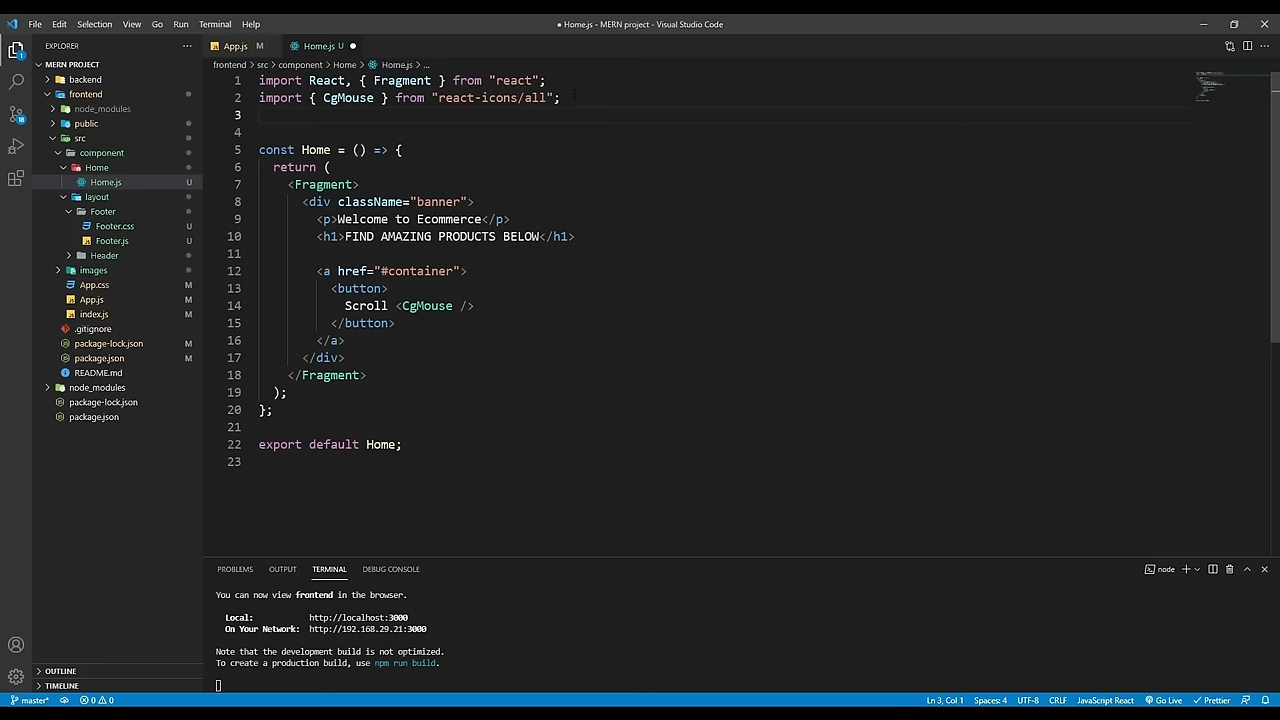 File Edit Selection View Go Run Terminal Help
● Home.js - MERN project - Visual Studio Code
EXPLORER ...
App.js M
Home.js U ●
MERN PROJECT
backend
frontend
node_modules
public
src
component
Home
Home.js U
layout
Footer
Footer.css U
Footer.js U
Header
images
App.css M
App.js M
index.js M
.gitignore
package-lock.json M
package.json M
README.md
node_modules
package-lock.json
package.json
OUTLINE
TIMELINE
frontend > src > component > Home > Home.js > ...
1 import React, { Fragment } from "react";
2 import { CgMouse } from "react-icons/all";
3
4
5 const Home = () => {
6 return (
7 <Fragment>
8 <div className="banner">
9 <p>Welcome to Ecommerce</p>
10 <h1>FIND AMAZING PRODUCTS BELOW</h1>
11
12 <a href="#container">
13 <button>
14 Scroll <CgMouse />
15 </button>
16 </a>
17 </div>
18 </Fragment>
19 );
20 };
21
22 export default Home;
23
PROBLEMS OUTPUT TERMINAL DEBUG CONSOLE
node
You can now view frontend in the browser.
Local: http://localhost:3000
On Your Network: http://192.168.29.21:3000
Note that the development build is not optimized.
To create a production build, use npm run build.
master* 0 0 Ln 3, Col 1 Spaces: 4 UTF-8 CRLF JavaScript React Go Live Prettier